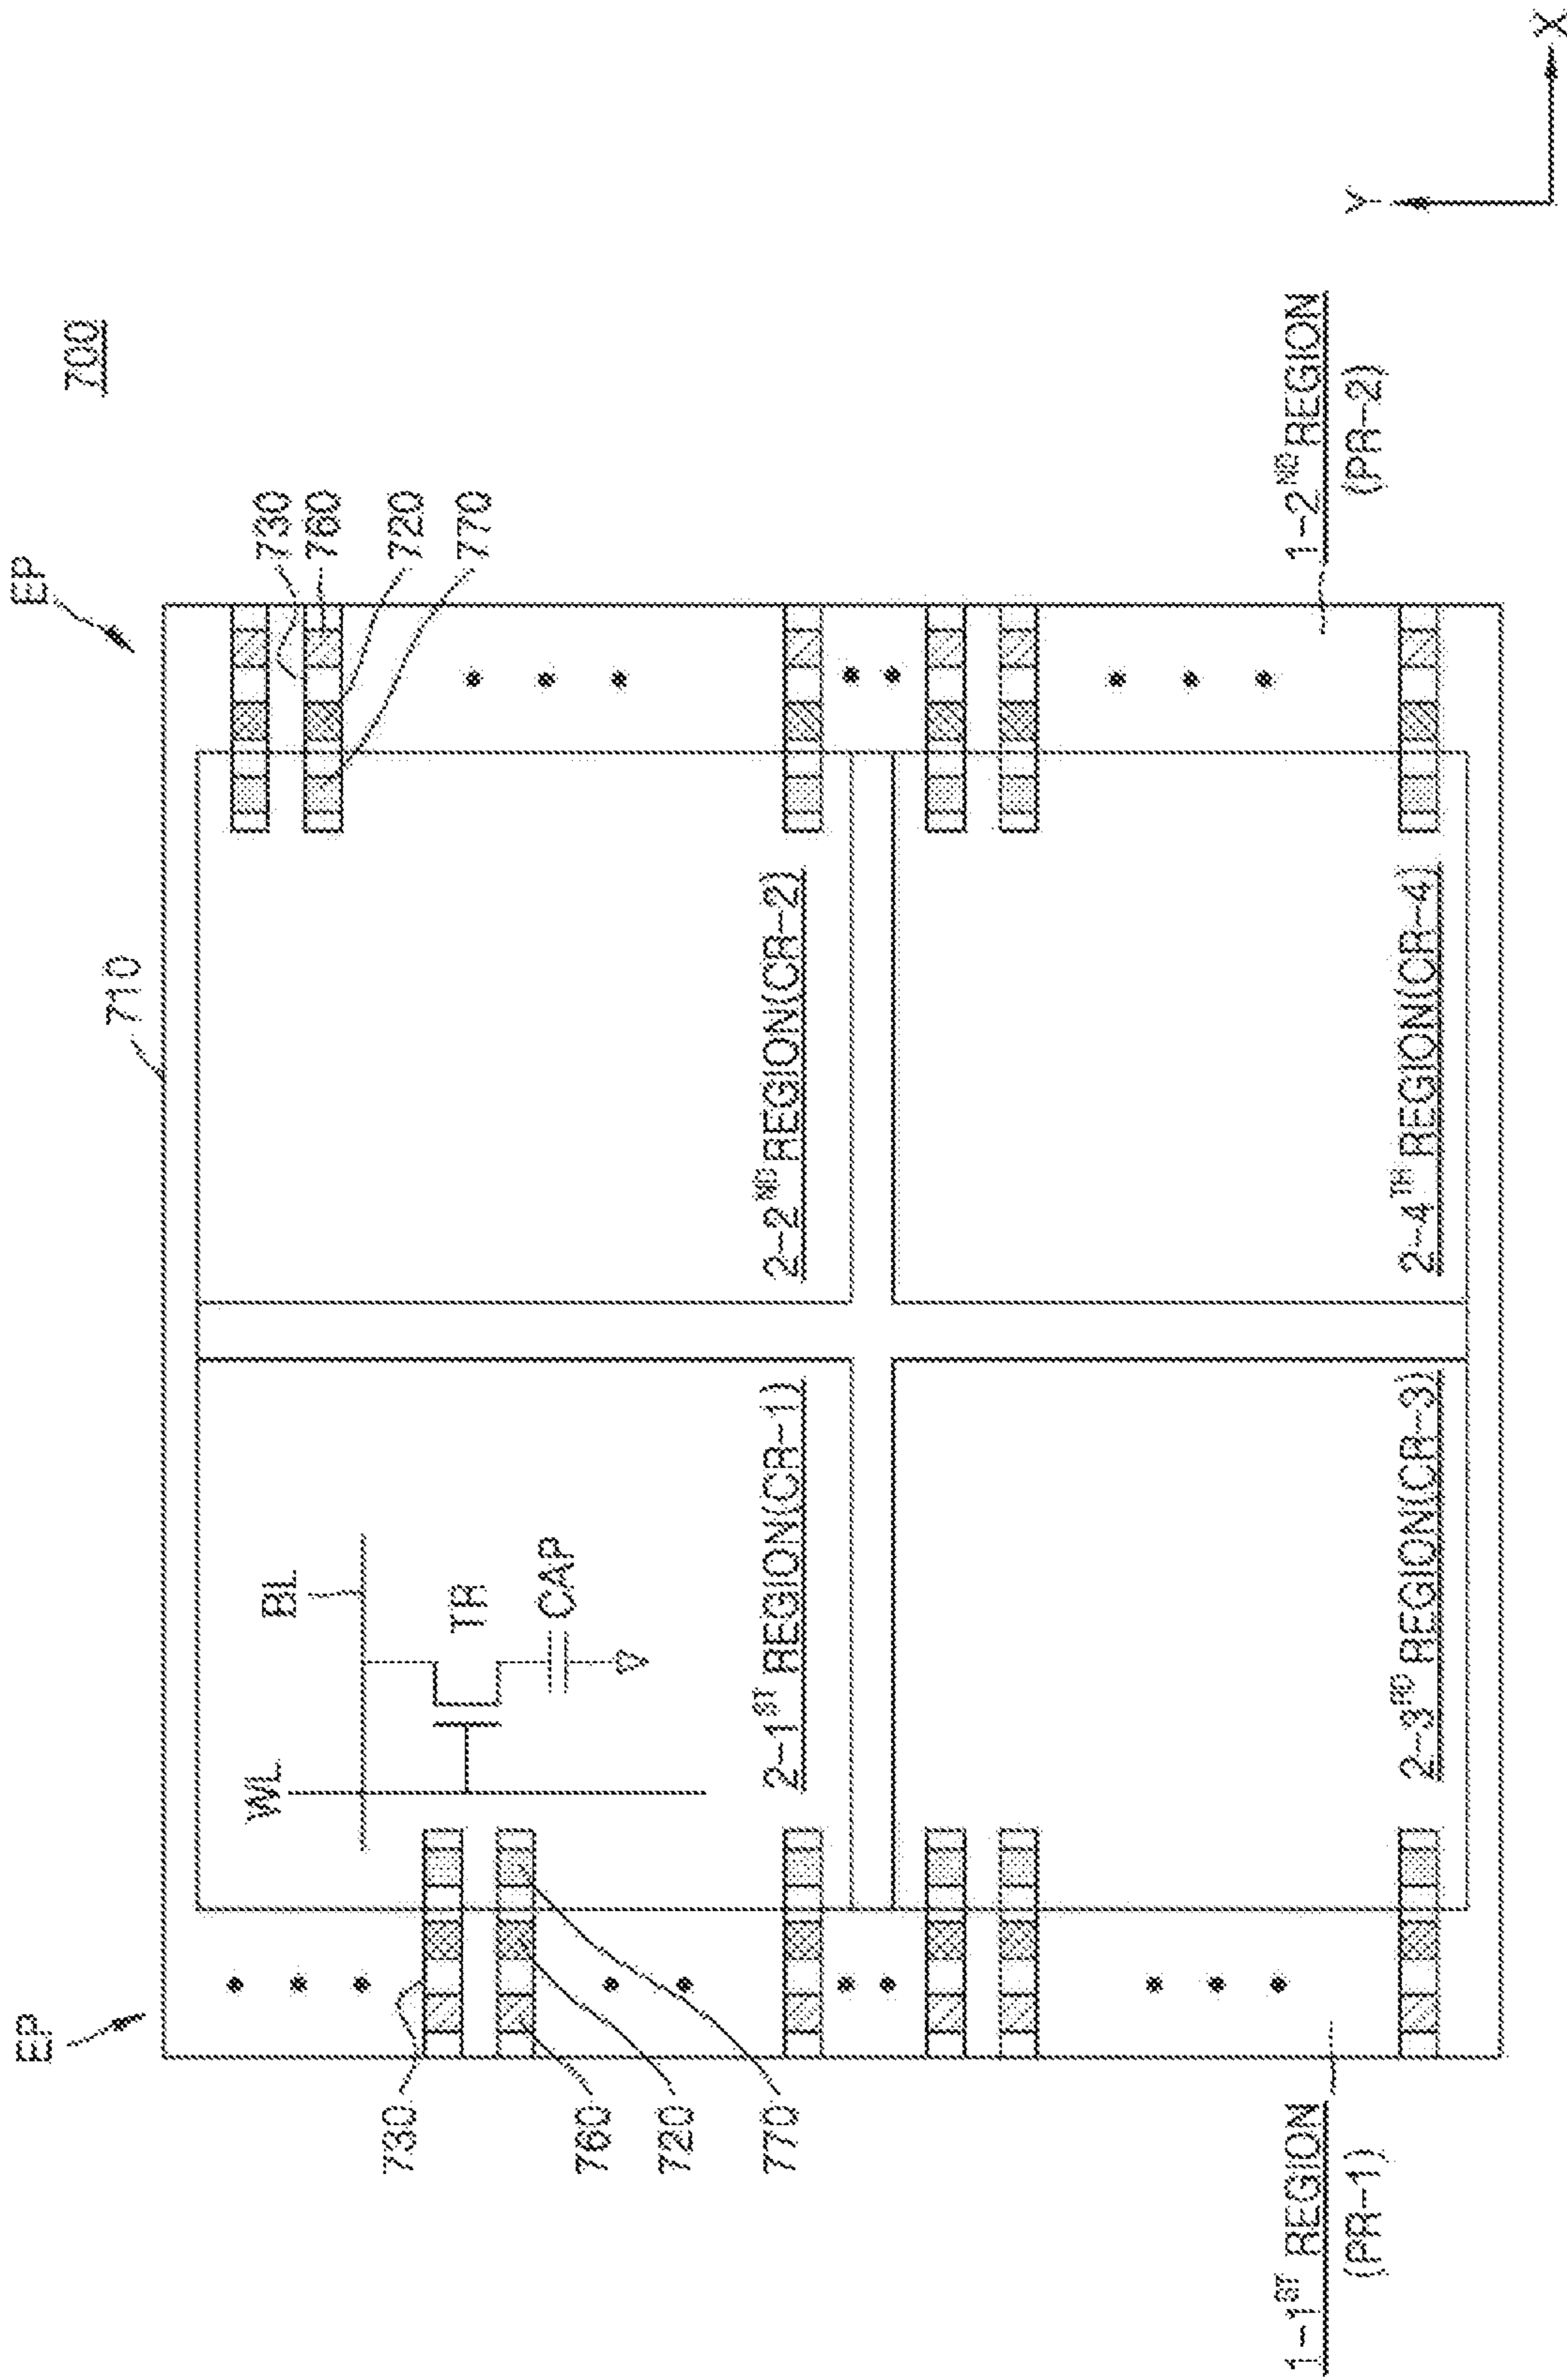 700
EP
EP
710
730
760
720
770
WL
BL
TR
CAP
730
760
720
770
2-1ST REGION(CR-1)
2-2ND REGION(CR-2)
2-3RD REGION(CR-3)
2-4TH REGION(CR-4)
1-1ST REGION
(PR-1)
1-2ND REGION
(PR-2)
Y
X